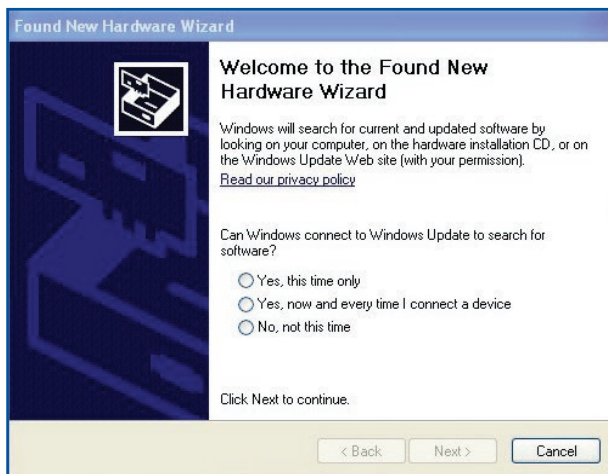 Found New Hardware Wizard
Welcome to the Found New
Hardware Wizard
Windows will search for current and updated software by
looking on your computer, on the hardware installation CD, or on
the Windows Update Web site (with your permission).
Read our privacy policy
Can Windows connect to Windows Update to search for
software?
Yes, this time only
Yes, now and every time I connect a device
No, not this time
Click Next to continue.
< Back Next > Cancel